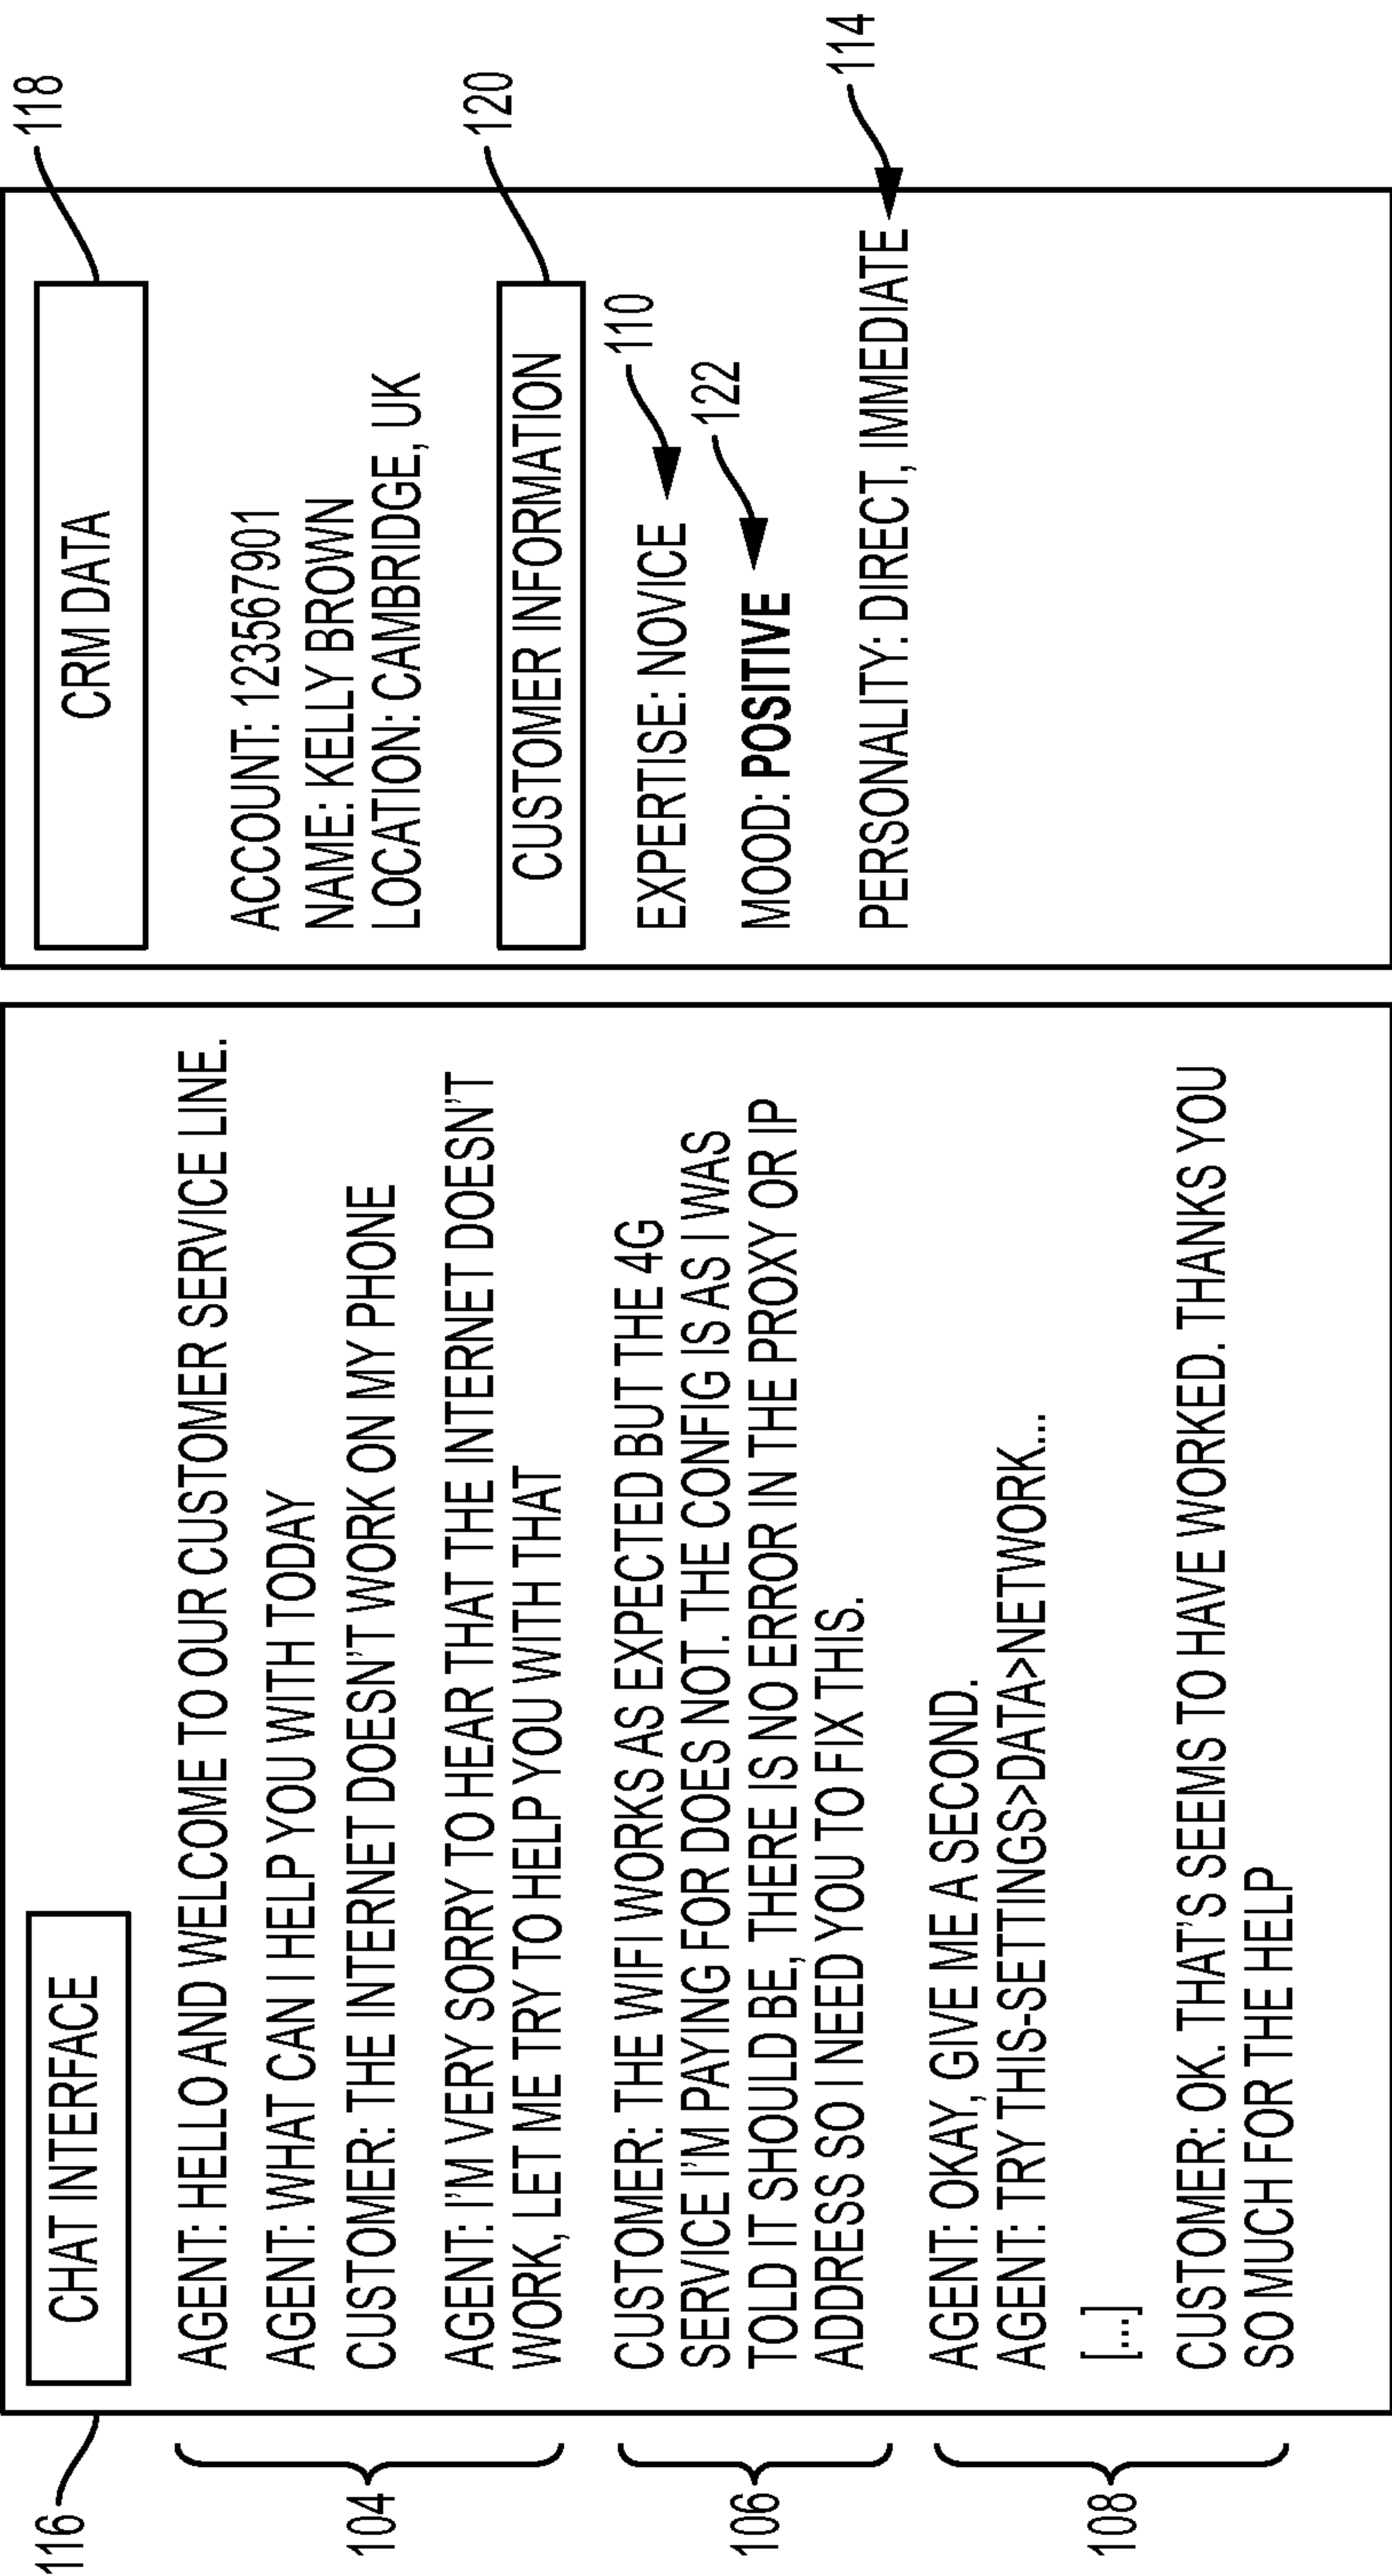 116
CHAT INTERFACE
104
AGENT: HELLO AND WELCOME TO OUR CUSTOMER SERVICE LINE.
AGENT: WHAT CAN I HELP YOU WITH TODAY
CUSTOMER: THE INTERNET DOESN'T WORK ON MY PHONE
AGENT: I'M VERY SORRY TO HEAR THAT THE INTERNET DOESN'T
WORK, LET ME TRY TO HELP YOU WITH THAT
106
CUSTOMER: THE WIFI WORKS AS EXPECTED BUT THE 4G
SERVICE I'M PAYING FOR DOES NOT. THE CONFIG IS AS I WAS
TOLD IT SHOULD BE, THERE IS NO ERROR IN THE PROXY OR IP
ADDRESS SO I NEED YOU TO FIX THIS.
108
AGENT: OKAY, GIVE ME A SECOND.
AGENT: TRY THIS-SETTINGS>DATA>NETWORK...
[...]
CUSTOMER: OK. THAT'S SEEMS TO HAVE WORKED. THANKS YOU
SO MUCH FOR THE HELP
118
CRM DATA
ACCOUNT: 123567901
NAME: KELLY BROWN
LOCATION: CAMBRIDGE, UK
120
CUSTOMER INFORMATION
EXPERTISE: NOVICE
110
MOOD: POSITIVE
122
PERSONALITY: DIRECT, IMMEDIATE
114